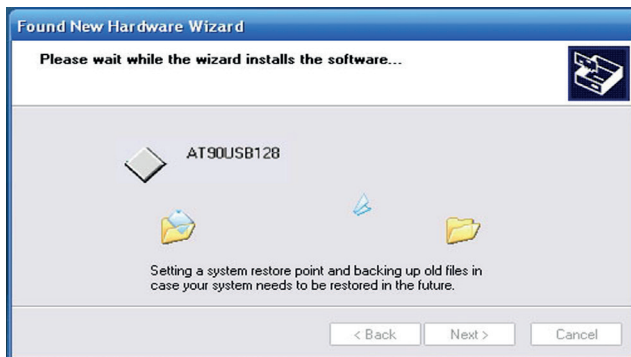 Found New Hardware Wizard
Please wait while the wizard installs the software...
AT90USB128
Setting a system restore point and backing up old files in
case your system needs to be restored in the future.
< Back
Next >
Cancel